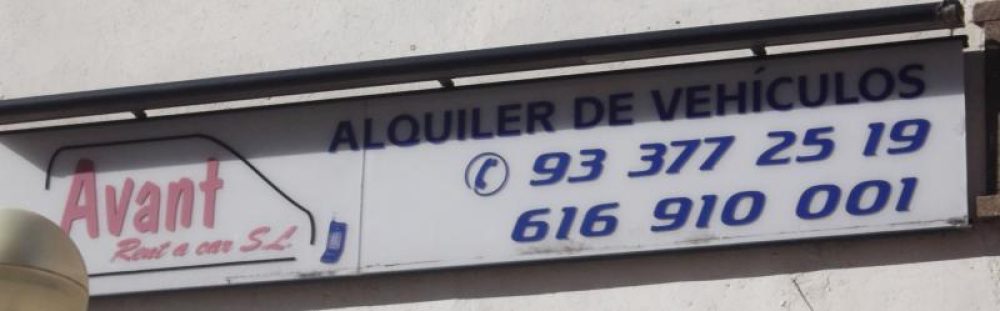 Avant
Rent a car S.L.
ALQUILER DE VEHÍCULOS
93 377 25 19
616 910 001